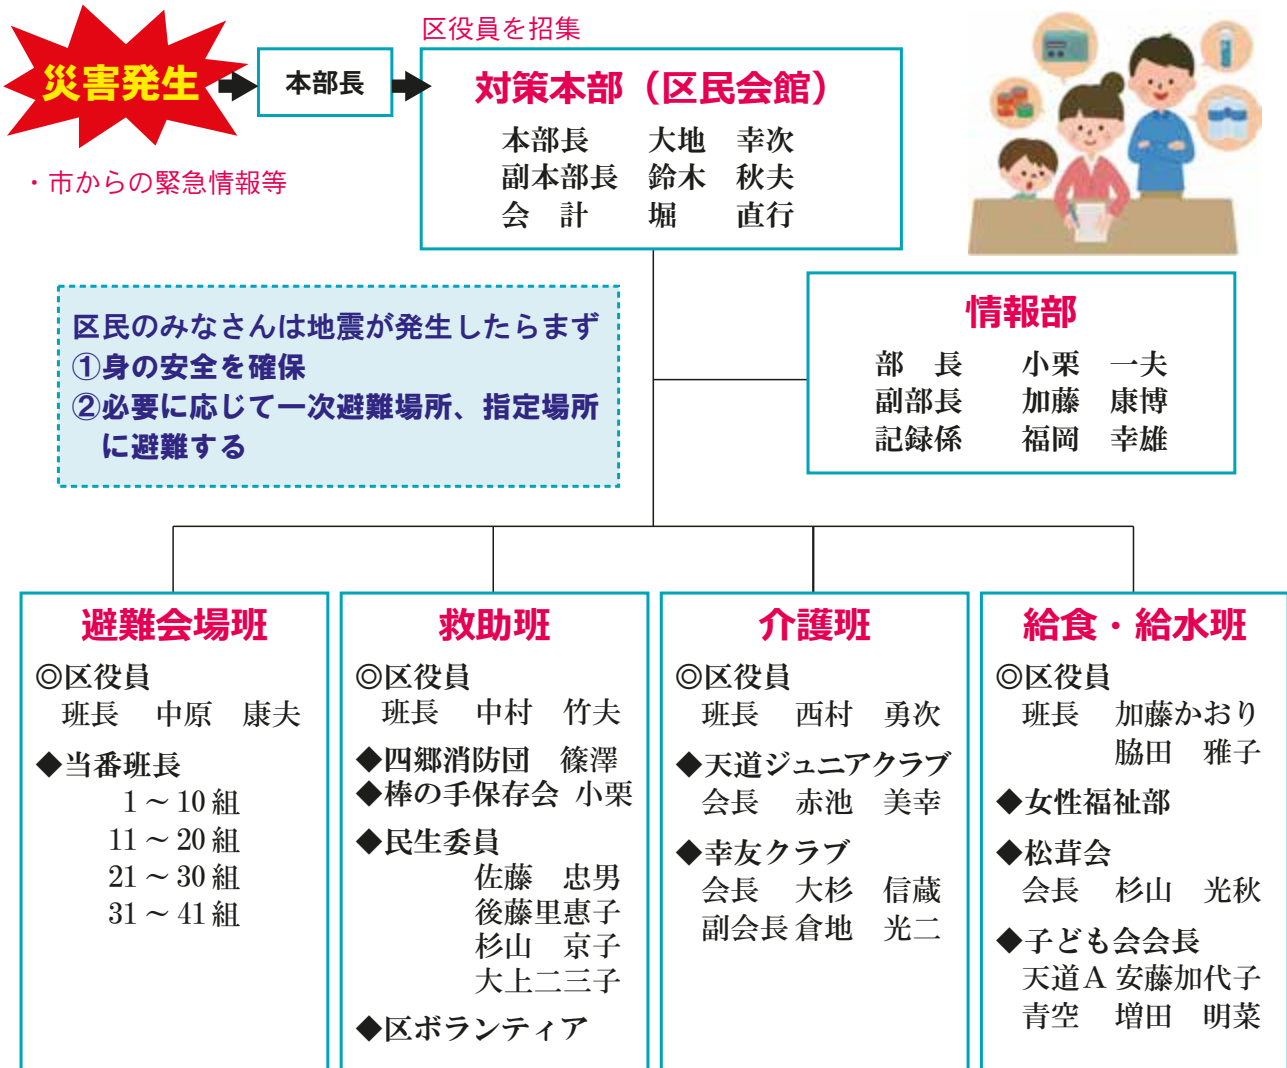 区役員を招集
災害発生
本部長
・市からの緊急情報等
対策本部（区民会館）
本部長　大地　幸次
副本部長　鈴木　秋夫
会　計　堀　　直行
区民のみなさんは地震が発生したらまず
①身の安全を確保
②必要に応じて一次避難場所、指定場所
に避難する
情報部
部　長　小栗　一夫
副部長　加藤　康博
記録係　福岡　幸雄
避難会場班
◎区役員
班長　中原　康夫
◆当番班長
1～10組
11～20組
21～30組
31～41組
救助班
◎区役員
班長　中村　竹夫
◆四郷消防団　篠澤
◆棒の手保存会　小栗
◆民生委員
佐藤　忠男
後藤里惠子
杉山　京子
大上二三子
◆区ボランティア
介護班
◎区役員
班長　西村　勇次
◆天道ジュニアクラブ
会長　赤池　美幸
◆幸友クラブ
会長　大杉　信蔵
副会長　倉地　光二
給食・給水班
◎区役員
班長　加藤かおり
脇田　雅子
◆女性福祉部
◆松茸会
会長　杉山　光秋
◆子ども会会長
天道A　安藤加代子
青空　増田　明菜